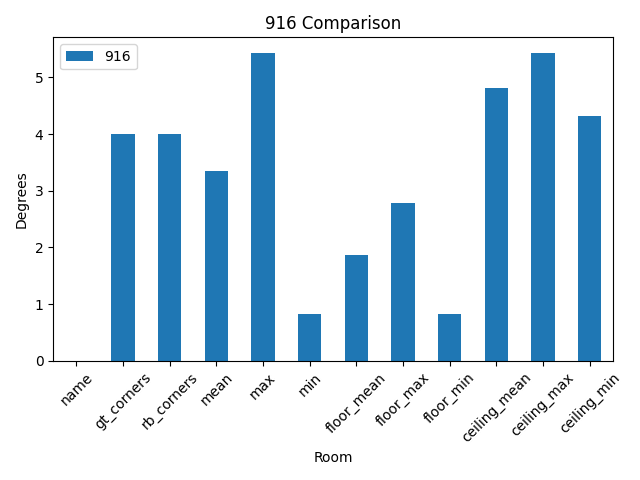 916 Comparison
916
Degrees
5
4
3
2
1
0
name
gt_corners
rb_corners
mean
max
min
floor_mean
floor_max
floor_min
ceiling_mean
ceiling_max
ceiling_min
Room